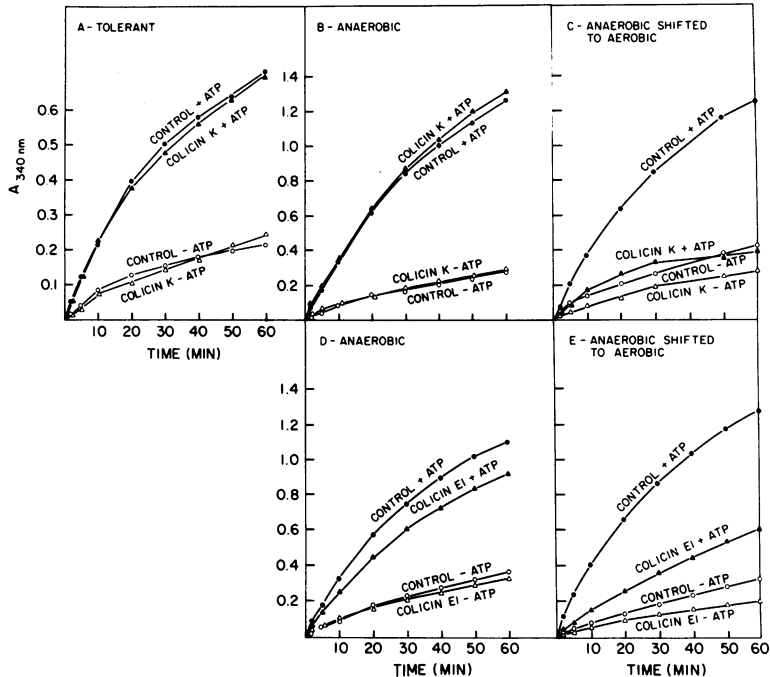 A - TOLERANT
B - ANAEROBIC
C - ANAEROBIC SHIFTED
TO AEROBIC
A 340 nm
0.6
0.5
0.4
0.3
0.2
0.1
CONTROL + ATP
COLICIN K + ATP
CONTROL - ATP
COLICIN K - ATP
10 20 30 40 50 60
TIME (MIN)
1.4
1.2
1.0
0.8
0.6
0.4
0.2
COLICIN K + ATP
CONTROL + ATP
COLICIN K - ATP
CONTROL - ATP
CONTROL + ATP
COLICIN K + ATP
CONTROL - ATP
COLICIN K - ATP
D - ANAEROBIC
E - ANAEROBIC SHIFTED
TO AEROBIC
1.4
1.2
1.0
0.8
0.6
0.4
0.2
CONTROL + ATP
COLICIN EI + ATP
CONTROL - ATP
COLICIN EI - ATP
10 20 30 40 50 60
TIME (MIN)
CONTROL + ATP
COLICIN EI + ATP
CONTROL - ATP
COLICIN EI - ATP
10 20 30 40 50 60
TIME (MIN)